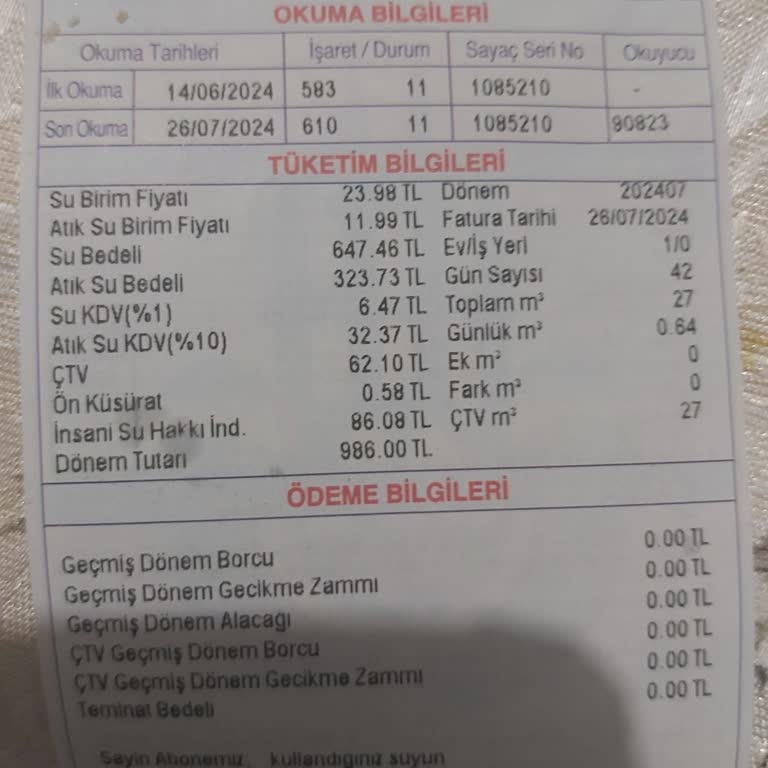 OKUMA BİLGİLERİ
Okuma Tarihleri İşaret / Durum Sayaç Seri No Okuyucu
İlk Okuma 14/06/2024 583 11 1085210 -
Son Okuma 26/07/2024 610 11 1085210 90823
TÜKETİM BİLGİLERİ
Su Birim Fiyatı 23.98 TL Dönem 202407
Atık Su Birim Fiyatı 11.99 TL Fatura Tarihi 26/07/2024
Su Bedeli 647.46 TL Ev/İş Yeri 1/0
Atık Su Bedeli 323.73 TL Gün Sayısı 42
Su KDV(%1) 6.47 TL Toplam m³ 27
Atık Su KDV(%10) 32.37 TL Günlük m³ 0.64
ÇTV 62.10 TL Ek m³ 0
Ön Küsürat 0.58 TL Fark m³ 0
İnsani Su Hakkı İnd. 86.08 TL ÇTV m³ 27
Dönem Tutarı 986.00 TL
ÖDEME BİLGİLERİ
Geçmiş Dönem Borcu 0.00 TL
Geçmiş Dönem Gecikme Zammı 0.00 TL
Geçmiş Dönem Alacağı 0.00 TL
ÇTV Geçmiş Dönem Borcu 0.00 TL
ÇTV Geçmiş Dönem Gecikme Zammı 0.00 TL
Teminat Bedeli 0.00 TL
Sayin Abonemiz, kullandıgınız suyun